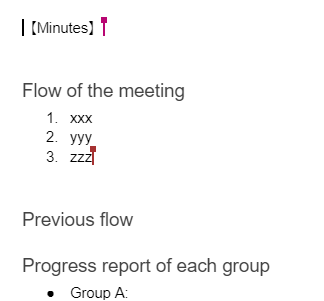 【Minutes】
Flow of the meeting
1. xxx
2. yyy
3. zzz
Previous flow
Progress report of each group
● Group A: